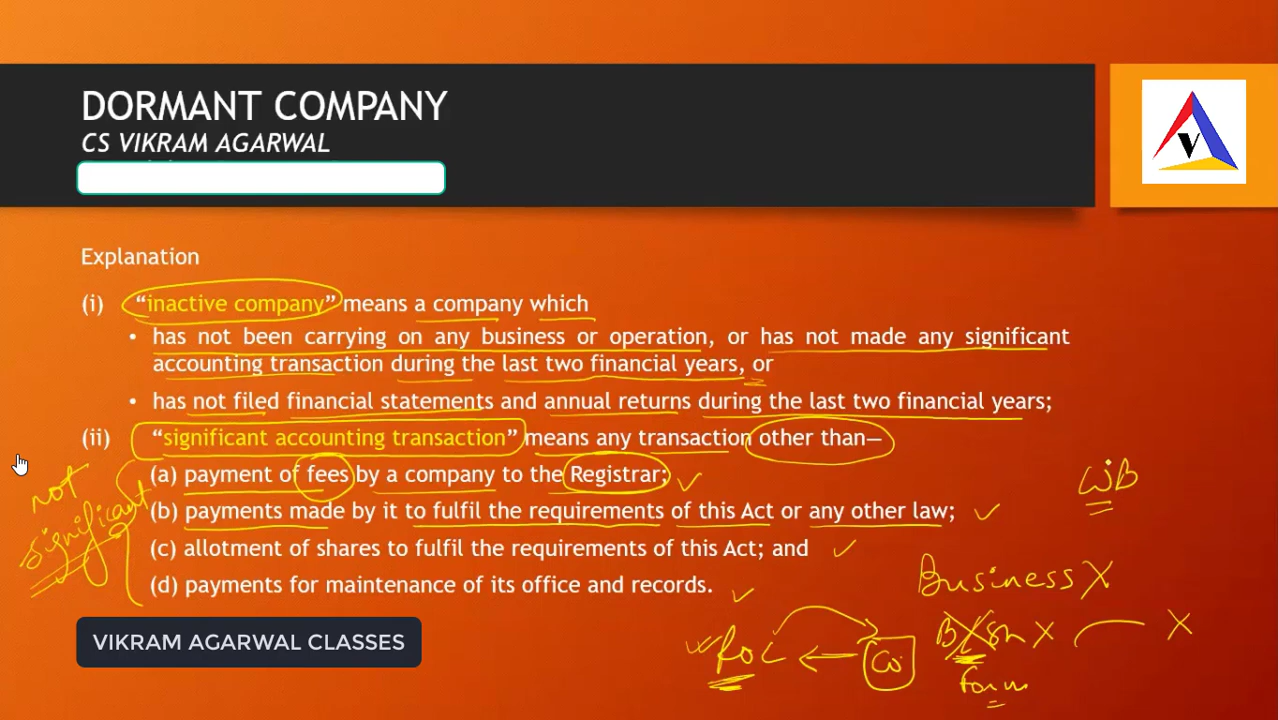 DORMANT COMPANY
CS VIKRAM AGARWAL
V
Explanation
(i) “inactive company” means a company which
• has not been carrying on any business or operation, or has not made any significant
accounting transaction during the last two financial years, or
• has not filed financial statements and annual returns during the last two financial years;
(ii) “significant accounting transaction” means any transaction other than—
(a) payment of fees by a company to the Registrar;
(b) payments made by it to fulfil the requirements of this Act or any other law;
(c) allotment of shares to fulfil the requirements of this Act; and
(d) payments for maintenance of its office and records.
not
significant
WB
Business X
ROC
Co
X
X
form
VIKRAM AGARWAL CLASSES